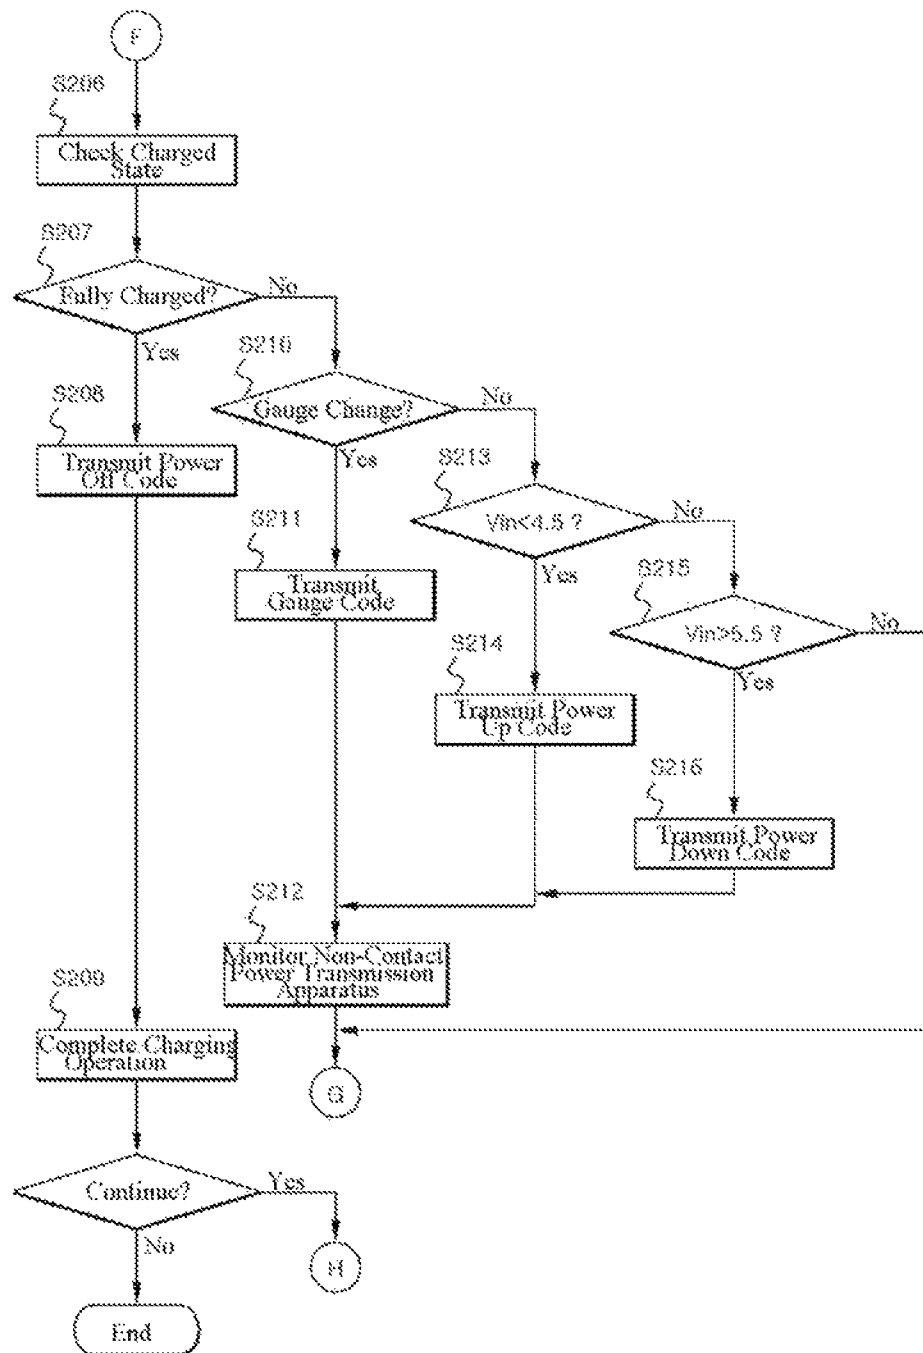 F
S206
Check Charged
State
S207
Fully Charged?
No
Yes
S210
Gauge Change?
No
Yes
S208
Transmit Power
Off Code
S213
Vin<4.5 ?
No
Yes
S211
Transmit
Gauge Code
S215
Vin>5.5 ?
No
Yes
S214
Transmit Power
Up Code
S216
Transmit Power
Down Code
S212
Monitor Non-Contact
Power Transmission
Apparatus
S209
Complete Charging
Operation
G
Continue?
Yes
No
H
End